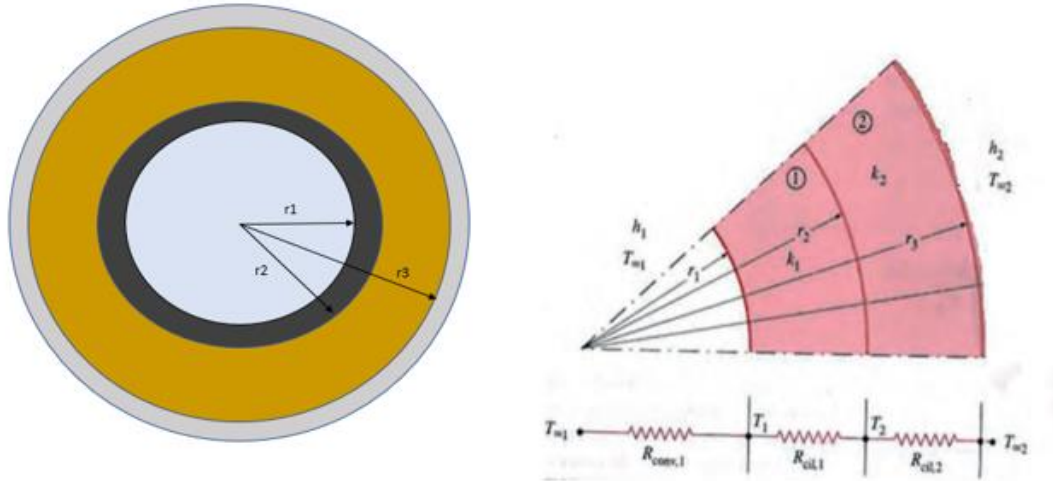 r1
r2
r3
h₁
T∞1
①
②
k₁
k₂
r₁
r₂
r₃
h₂
T∞2
T∞1
Rconv,1
T₁
Rcil,1
T₂
Rcil,2
T∞2